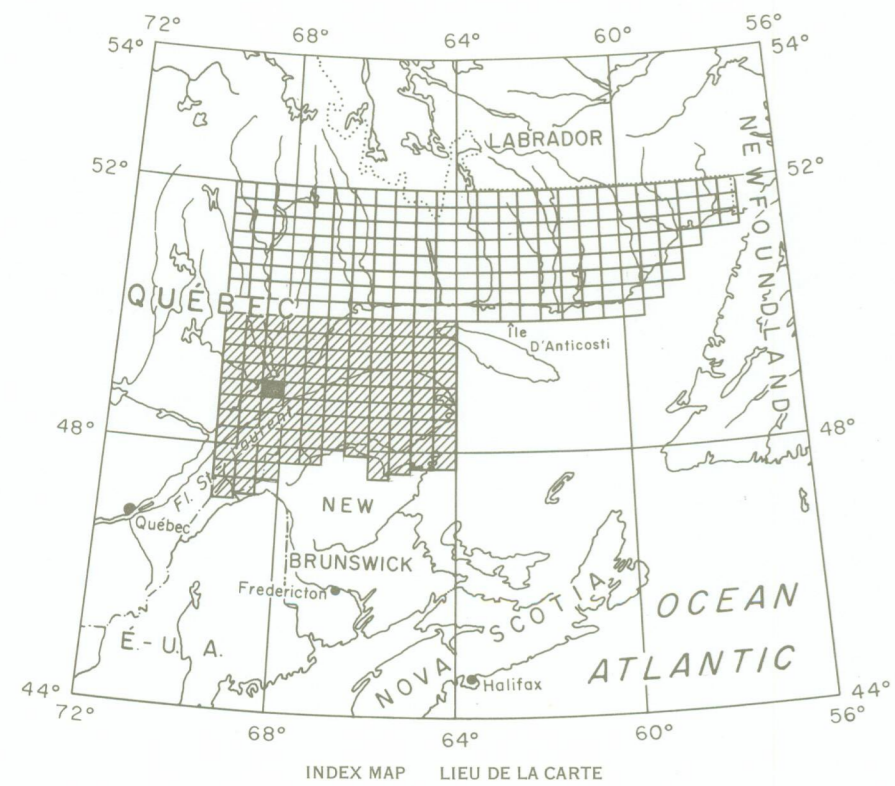 72° 68° 64° 60° 56°
54° 54°
LABRADOR
52° 52°
NEWFOUNDLAND
QUÉBEC
Île
D'Anticosti
48° 48°
Fl. St. Laurent
Québec
NEW
BRUNSWICK
Fredericton
NOVA SCOTIA
OCEAN
ATLANTIC
É.-U. A.
Halifax
44° 44°
72° 68° 64° 60° 56°
INDEX MAP LIEU DE LA CARTE